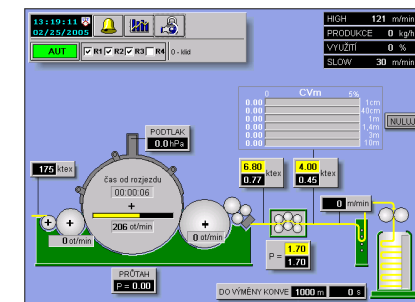 13:19:11
02/25/2005
AUT R1 R2 R3 R4 0 - klid
HIGH 121 m/min
PRODUKCE 0 kg/h
VYUŽITÍ 0 %
SLOW 30 m/min
CVm
0 5%
0.00 1cm
0.00 40cm
0.00 1m
0.00 1,4m
0.00 3m
0.00 10m
NULUJ
PODTLAK
0.0 hPa
175 ktex
čas od rozjezdu
00:00:06
+
206 ot/min
+
+
0 ot/min
+
0 ot/min
6.80
0.77 ktex
4.00
0.45 ktex
0 m/min
P = 1.70
1.70
PRŮTAH
P = 0.00
DO VÝMĚNY KONVE 1000 m 0 s